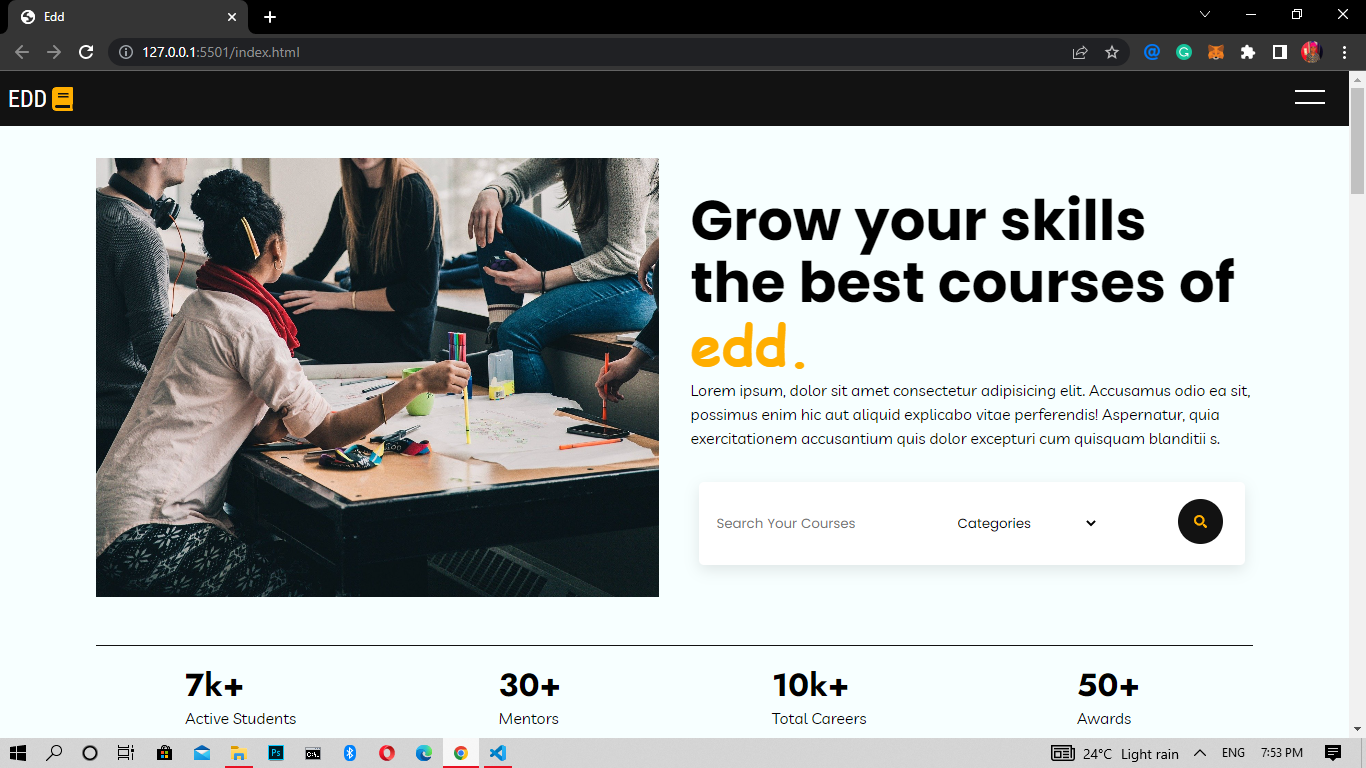 Edd
127.0.0.1:5501/index.html
EDD
Grow your skills
the best courses of
edd.
Lorem ipsum, dolor sit amet consectetur adipisicing elit. Accusamus odio ea sit,
possimus enim hic aut aliquid explicabo vitae perferendis! Aspernatur, quia
exercitationem accusantium quis dolor excepturi cum quisquam blanditii s.
Search Your Courses Categories
7k+ 30+ 10k+ 50+
Active Students Mentors Total Careers Awards
24°C Light rain ENG 7:53 PM